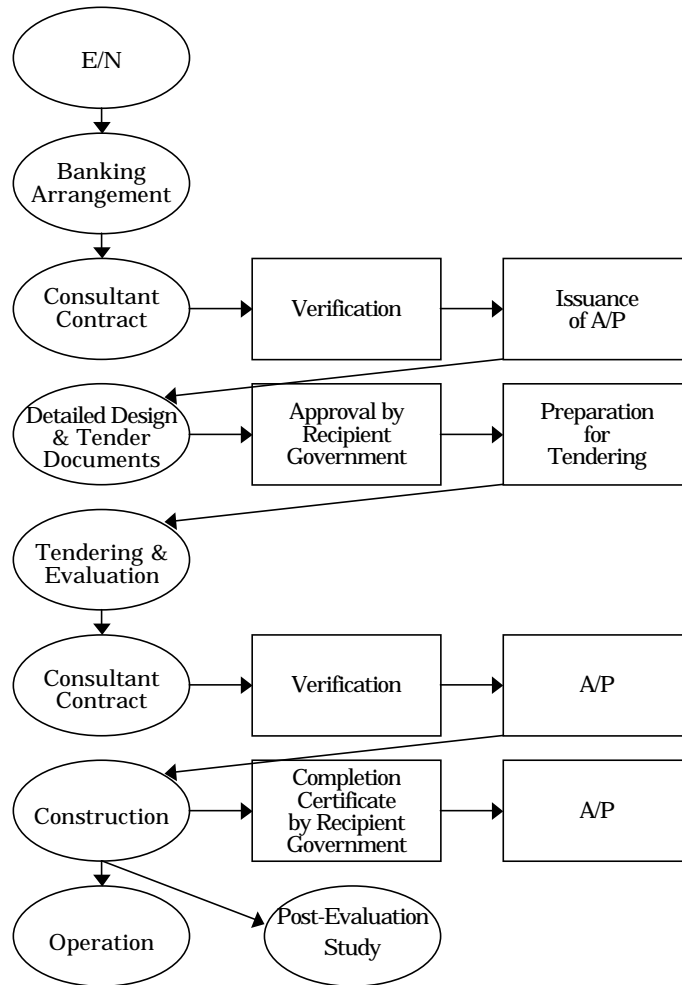 E/N
Banking
Arrangement
Consultant
Contract
Verification
Issuance
of A/P
Detailed Design
& Tender
Documents
Approval by
Recipient
Government
Preparation
for
Tendering
Tendering &
Evaluation
Consultant
Contract
Verification
A/P
Construction
Completion
Certificate
by Recipient
Government
A/P
Operation
Post-Evaluation
Study